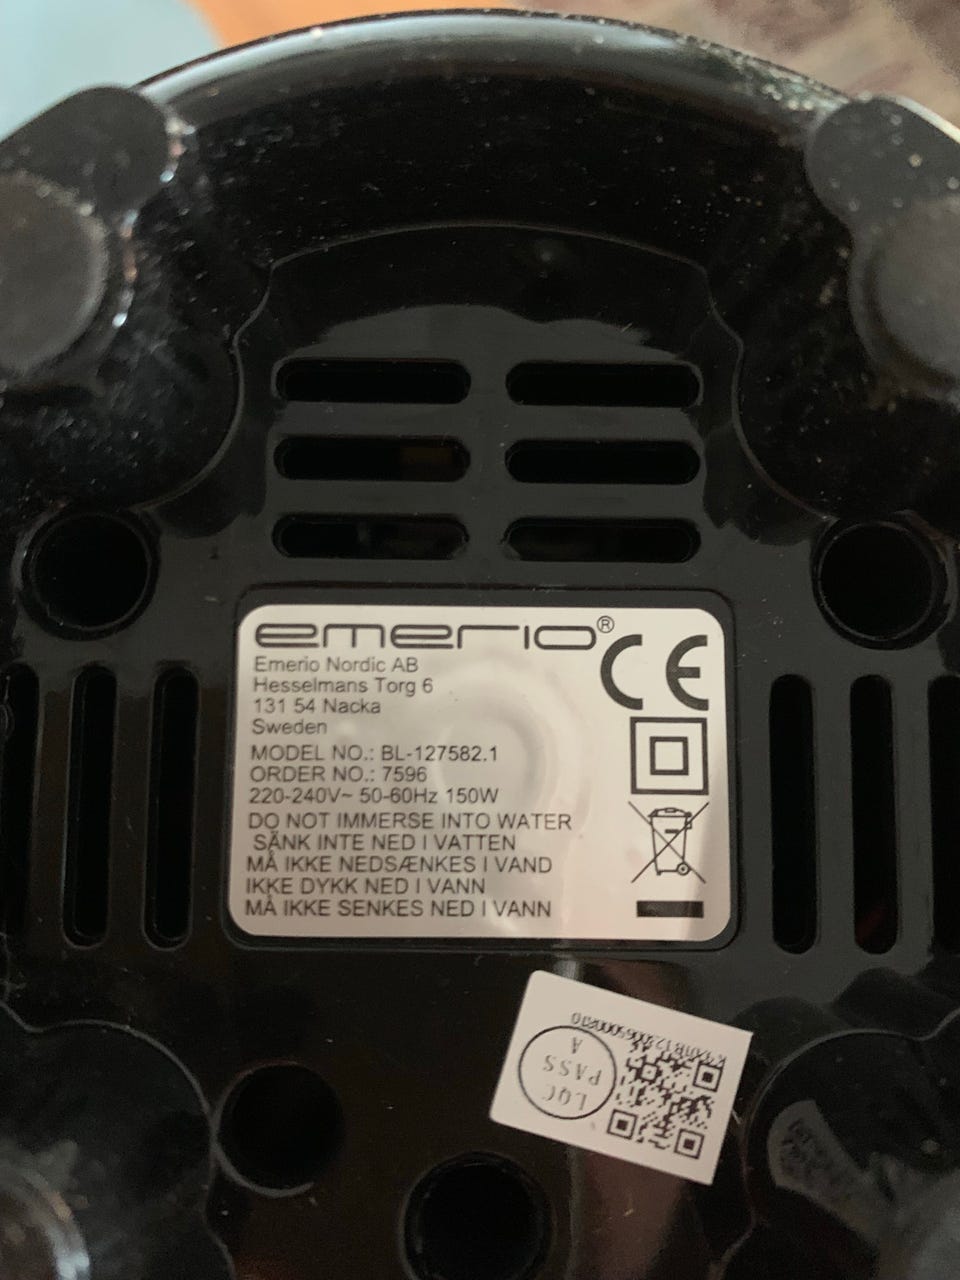 emerio®
CE
Emerio Nordic AB
Hesselmans Torg 6
131 54 Nacka
Sweden
MODEL NO.: BL-127582.1
ORDER NO.: 7596
220-240V~ 50-60Hz 150W
DO NOT IMMERSE INTO WATER
SÄNK INTE NED I VATTEN
MÅ IKKE NEDSÆNKES I VAND
IKKE DYKK NED I VANN
MÅ IKKE SENKES NED I VANN
LQC
PASS
A